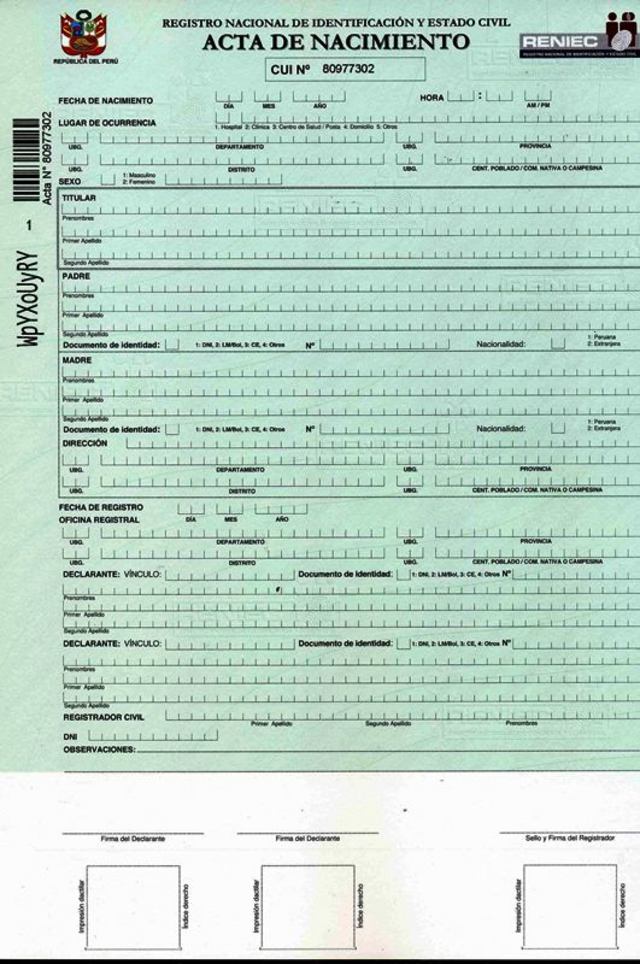 REGISTRO NACIONAL DE IDENTIFICACIÓN Y ESTADO CIVIL
ACTA DE NACIMIENTO
REPÚBLICA DEL PERÚ
RENIEC
REGISTRO NACIONAL DE IDENTIFICACIÓN Y ESTADO CIVIL
CUI Nº 80977302
Acta Nº 80977302
1
WpYXoUyRY
FECHA DE NACIMIENTO HORA :
DÍA MES AÑO AM / PM
LUGAR DE OCURRENCIA 1: Hospital 2: Clínica 3: Centro de Salud / Posta 4: Domicilio 5: Otros
UBG. DEPARTAMENTO UBG. PROVINCIA
UBG. DISTRITO UBG. CENT. POBLADO / COM. NATIVA O CAMPESINA
SEXO 1: Masculino
2: Femenino
TITULAR
Prenombres
Primer Apellido
Segundo Apellido
PADRE
Prenombres
Primer Apellido
Segundo Apellido
Documento de identidad: 1: DNI, 2: LM/Bol, 3: CE, 4: Otros Nº Nacionalidad: 1: Peruana
2: Extranjera
MADRE
Prenombres
Primer Apellido
Segundo Apellido
Documento de identidad: 1: DNI, 2: LM/Bol, 3: CE, 4: Otros Nº Nacionalidad: 1: Peruana
2: Extranjera
DIRECCIÓN
UBG. DEPARTAMENTO UBG. PROVINCIA
UBG. DISTRITO UBG. CENT. POBLADO / COM. NATIVA O CAMPESINA
FECHA DE REGISTRO
OFICINA REGISTRAL DÍA MES AÑO
UBG. DEPARTAMENTO UBG. PROVINCIA
UBG. DISTRITO UBG. CENT. POBLADO / COM. NATIVA O CAMPESINA
DECLARANTE: VÍNCULO: Documento de identidad: 1: DNI, 2: LM/Bol, 3: CE, 4: Otros Nº
Prenombres
Primer Apellido
Segundo Apellido
DECLARANTE: VÍNCULO: Documento de identidad: 1: DNI, 2: LM/Bol, 3: CE, 4: Otros Nº
Prenombres
Primer Apellido
Segundo Apellido
REGISTRADOR CIVIL
Primer Apellido Segundo Apellido Prenombres
DNI
OBSERVACIONES:
Firma del Declarante Firma del Declarante Sello y Firma del Registrador
Impresión dactilar Índice derecho Impresión dactilar Índice derecho Impresión dactilar Índice derecho